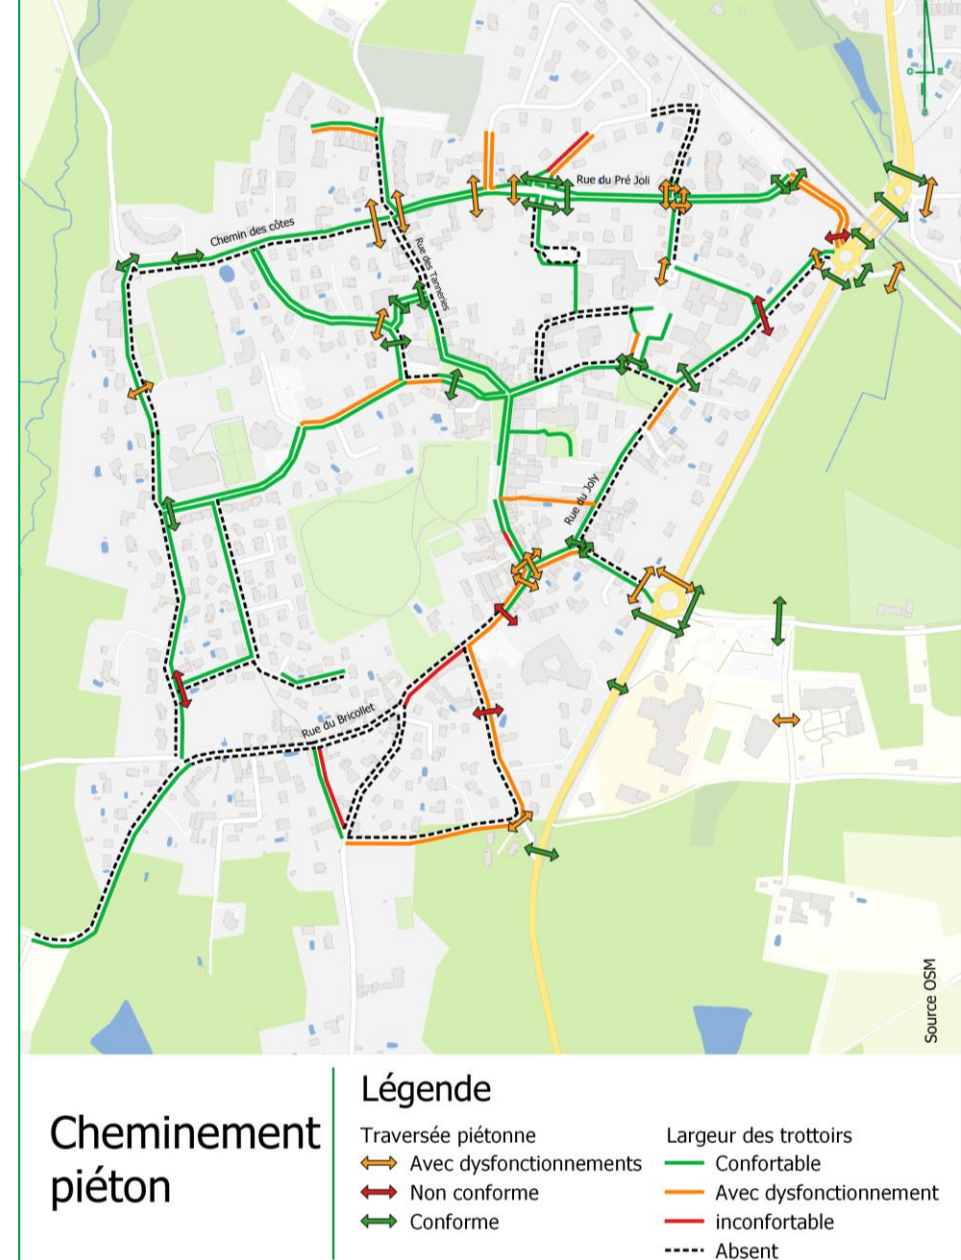 Rue du Pré Joli
Chemin des côtes
Rue des Tanneries
Rue du Joly
Rue du Bricollet
Source OSM
Cheminement
piéton
Légende
Traversée piétonne
Avec dysfonctionnements
Non conforme
Conforme
Largeur des trottoirs
Confortable
Avec dysfonctionnement
inconfortable
Absent